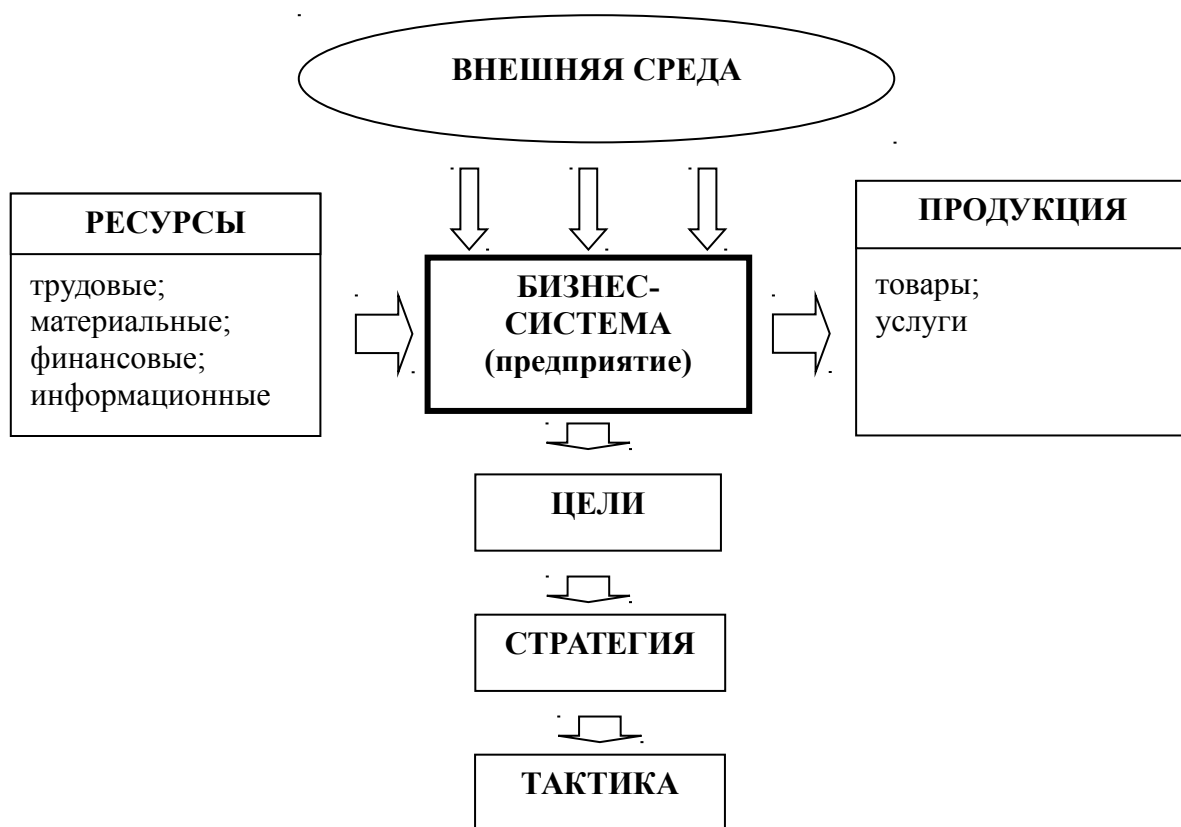 ВНЕШНЯЯ СРЕДА
РЕСУРСЫ
трудовые;
материальные;
финансовые;
информационные
БИЗНЕС-
СИСТЕМА
(предприятие)
ПРОДУКЦИЯ
товары;
услуги
ЦЕЛИ
СТРАТЕГИЯ
ТАКТИКА